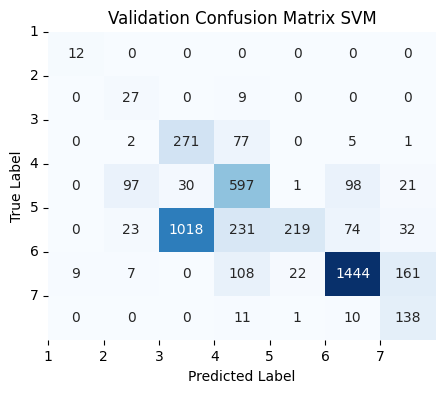 Validation Confusion Matrix SVM
1
12 0 0 0 0 0 0
2
0 27 0 9 0 0 0
3
0 2 271 77 0 5 1
4
0 97 30 597 1 98 21
5
0 23 1018 231 219 74 32
6
9 7 0 108 22 1444 161
7
0 0 0 11 1 10 138
1 2 3 4 5 6 7
True Label
Predicted Label